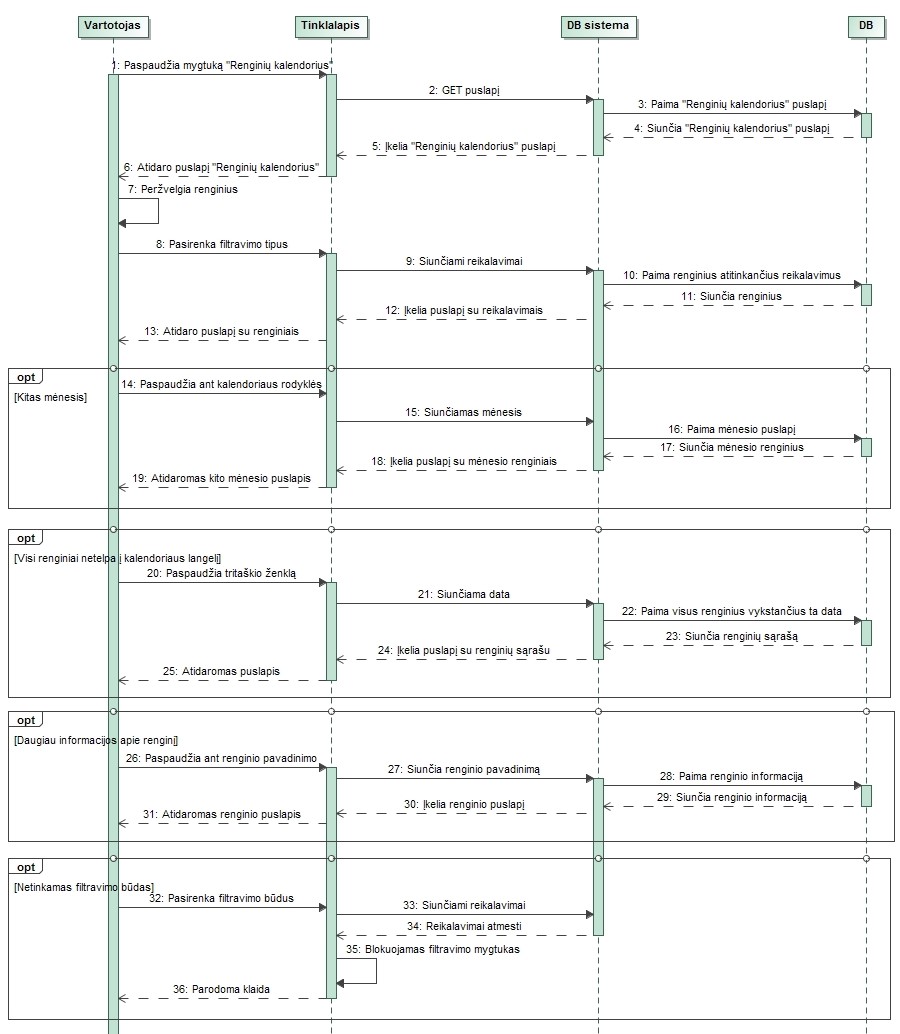 Vartotojas
Tinklalapis
DB sistema
DB
1: Paspaudžia mygtuką "Renginių kalendorius"
2: GET puslapį
3: Paima "Renginių kalendorius" puslapį
4: Siunčia "Renginių kalendorius" puslapį
5: Įkelia "Renginių kalendorius" puslapį
6: Atidaro puslapį "Renginių kalendorius"
7: Peržvelgia renginius
8: Pasirenka filtravimo tipus
9: Siunčiami reikalavimai
10: Paima renginius atitinkančius reikalavimus
11: Siunčia renginius
12: Įkelia puslapį su reikalavimais
13: Atidaro puslapį su renginiais
opt
[Kitas mėnesis]
14: Paspaudžia ant kalendoriaus rodyklės
15: Siunčiamas mėnesis
16: Paima mėnesio puslapį
17: Siunčia mėnesio renginius
18: Įkelia puslapį su mėnesio renginiais
19: Atidaromas kito mėnesio puslapis
opt
[Visi renginiai netelpa į kalendoriaus langelį]
20: Paspaudžia tritaškio ženklą
21: Siunčiama data
22: Paima visus renginius vykstančius ta data
23: Siunčia renginių sąrašą
24: Įkelia puslapį su renginių sąrašu
25: Atidaromas puslapis
opt
[Daugiau informacijos apie renginį]
26: Paspaudžia ant renginio pavadinimo
27: Siunčia renginio pavadinimą
28: Paima renginio informaciją
29: Siunčia renginio informaciją
30: Įkelia renginio puslapį
31: Atidaromas renginio puslapis
opt
[Netinkamas filtravimo būdas]
32: Pasirenka filtravimo būdus
33: Siunčiami reikalavimai
34: Reikalavimai atmesti
35: Blokuojamas filtravimo mygtukas
36: Parodoma klaida